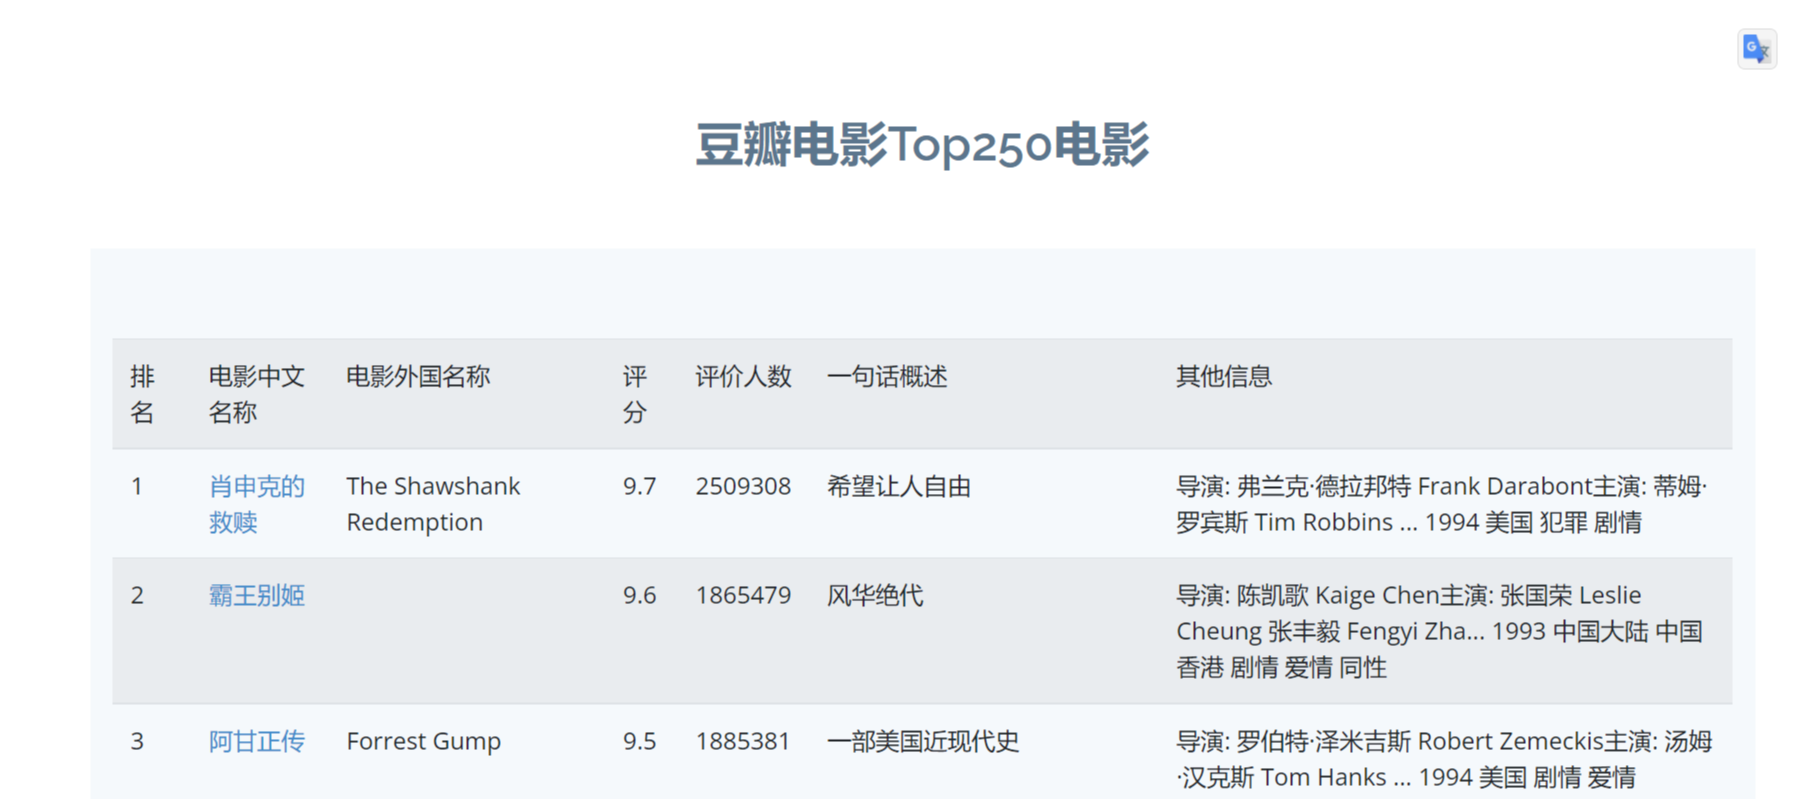 豆瓣电影Top250电影
排名 电影中文名称 电影外国名称 评分 评价人数 一句话概述 其他信息
1 肖申克的救赎 The Shawshank Redemption 9.7 2509308 希望让人自由 导演: 弗兰克·德拉邦特 Frank Darabont主演: 蒂姆·罗宾斯 Tim Robbins ... 1994 美国 犯罪 剧情
2 霸王别姬 9.6 1865479 风华绝代 导演: 陈凯歌 Kaige Chen主演: 张国荣 Leslie Cheung 张丰毅 Fengyi Zha... 1993 中国大陆 中国香港 剧情 爱情 同性
3 阿甘正传 Forrest Gump 9.5 1885381 一部美国近现代史 导演: 罗伯特·泽米吉斯 Robert Zemeckis主演: 汤姆·汉克斯 Tom Hanks ... 1994 美国 剧情 爱情